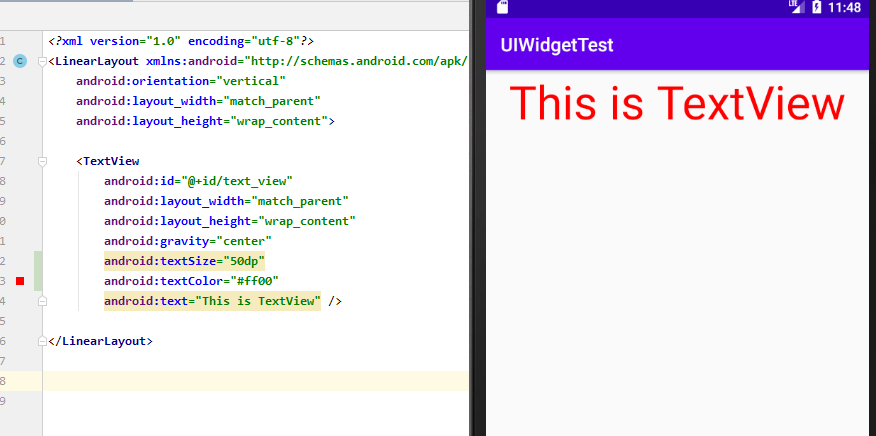 1 <?xml version="1.0" encoding="utf-8"?>
2 C <LinearLayout xmlns:android="http://schemas.android.com/apk/
3 android:orientation="vertical"
4 android:layout_width="match_parent"
5 android:layout_height="wrap_content">
6
7 <TextView
8 android:id="@+id/text_view"
9 android:layout_width="match_parent"
0 android:layout_height="wrap_content"
1 android:gravity="center"
2 android:textSize="50dp"
3 android:textColor="#ff00"
4 android:text="This is TextView" />
5
6 </LinearLayout>
7
8
9
LTE 11:48
UIWidgetTest
This is TextView